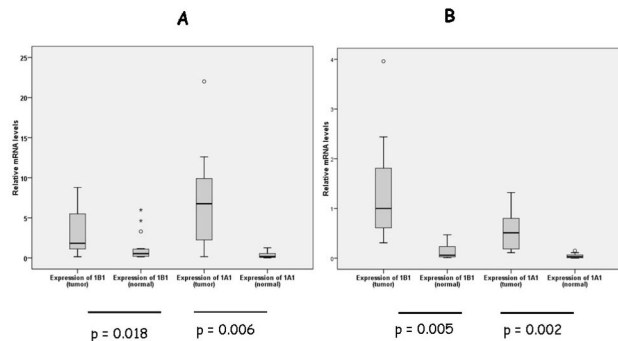 A
B
25
20
15
10
5
0
Relative mRNA levels
Expression of 1B1 (tumor)
Expression of 1B1 (normal)
Expression of 1A1 (tumor)
Expression of 1A1 (normal)
p = 0.018
p = 0.006
4
3
2
1
0
Relative mRNA levels
Expression of 1B1 (tumor)
Expression of 1B1 (normal)
Expression of 1A1 (tumor)
Expression of 1A1 (normal)
p = 0.005
p = 0.002